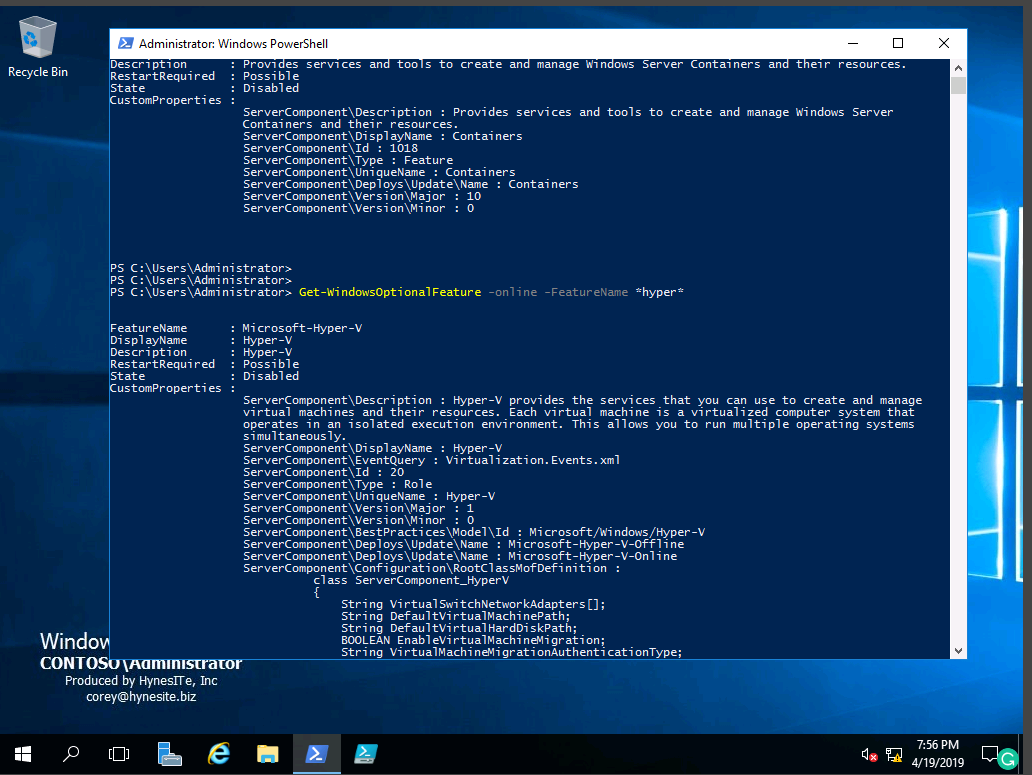 Recycle Bin
Administrator: Windows PowerShell
Description      : Provides services and tools to create and manage Windows Server Containers and their resources.
RestartRequired  : Possible
State            : Disabled
CustomProperties :
ServerComponent\Description : Provides services and tools to create and manage Windows Server
Containers and their resources.
ServerComponent\DisplayName : Containers
ServerComponent\Id : 1018
ServerComponent\Type : Feature
ServerComponent\UniqueName : Containers
ServerComponent\Deploys\Update\Name : Containers
ServerComponent\Version\Major : 10
ServerComponent\Version\Minor : 0
PS C:\Users\Administrator>
PS C:\Users\Administrator>
PS C:\Users\Administrator> Get-WindowsOptionalFeature -online -FeatureName *hyper*
FeatureName      : Microsoft-Hyper-V
DisplayName      : Hyper-V
Description      : Hyper-V
RestartRequired  : Possible
State            : Disabled
CustomProperties :
ServerComponent\Description : Hyper-V provides the services that you can use to create and manage
virtual machines and their resources. Each virtual machine is a virtualized computer system that
operates in an isolated execution environment. This allows you to run multiple operating systems
simultaneously.
ServerComponent\DisplayName : Hyper-V
ServerComponent\EventQuery : Virtualization.Events.xml
ServerComponent\Id : 20
ServerComponent\Type : Role
ServerComponent\UniqueName : Hyper-V
ServerComponent\Version\Major : 1
ServerComponent\Version\Minor : 0
ServerComponent\BestPractices\Model\Id : Microsoft/Windows/Hyper-V
ServerComponent\Deploys\Update\Name : Microsoft-Hyper-V-Offline
ServerComponent\Deploys\Update\Name : Microsoft-Hyper-V-Online
ServerComponent\Configuration\RootClassMofDefinition :
class ServerComponent_HyperV
{
String VirtualSwitchNetworkAdapters[];
String DefaultVirtualMachinePath;
String DefaultVirtualHardDiskPath;
BOOLEAN EnableVirtualMachineMigration;
String VirtualMachineMigrationAuthenticationType;
Window
CONTOSO\Administrator
Produced by HynesITe, Inc
corey@hynesite.biz
7:56 PM
4/19/2019